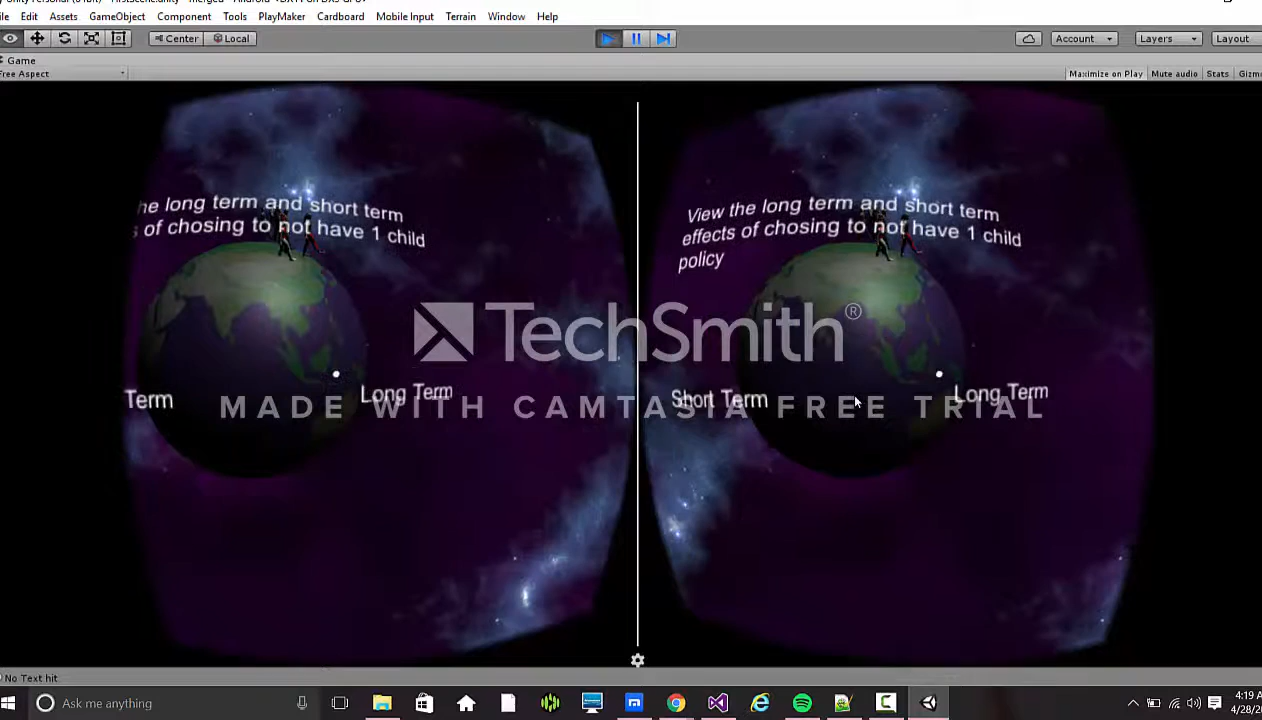 Edit Assets GameObject Component Tools PlayMaker Cardboard Mobile Input Terrain Window Help
Center Local Account Layers Layout
Game
Free Aspect Maximize on Play Mute audio Stats
he long term and short term
of chosing to not have 1 child
View the long term and short term
effects of chosing to not have 1 child
policy
TechSmith®
Term Long Term Short Term Long Term
MADE WITH CAMTASIA FREE TRIAL
No Text hit
Ask me anything
4:19
4/28/2